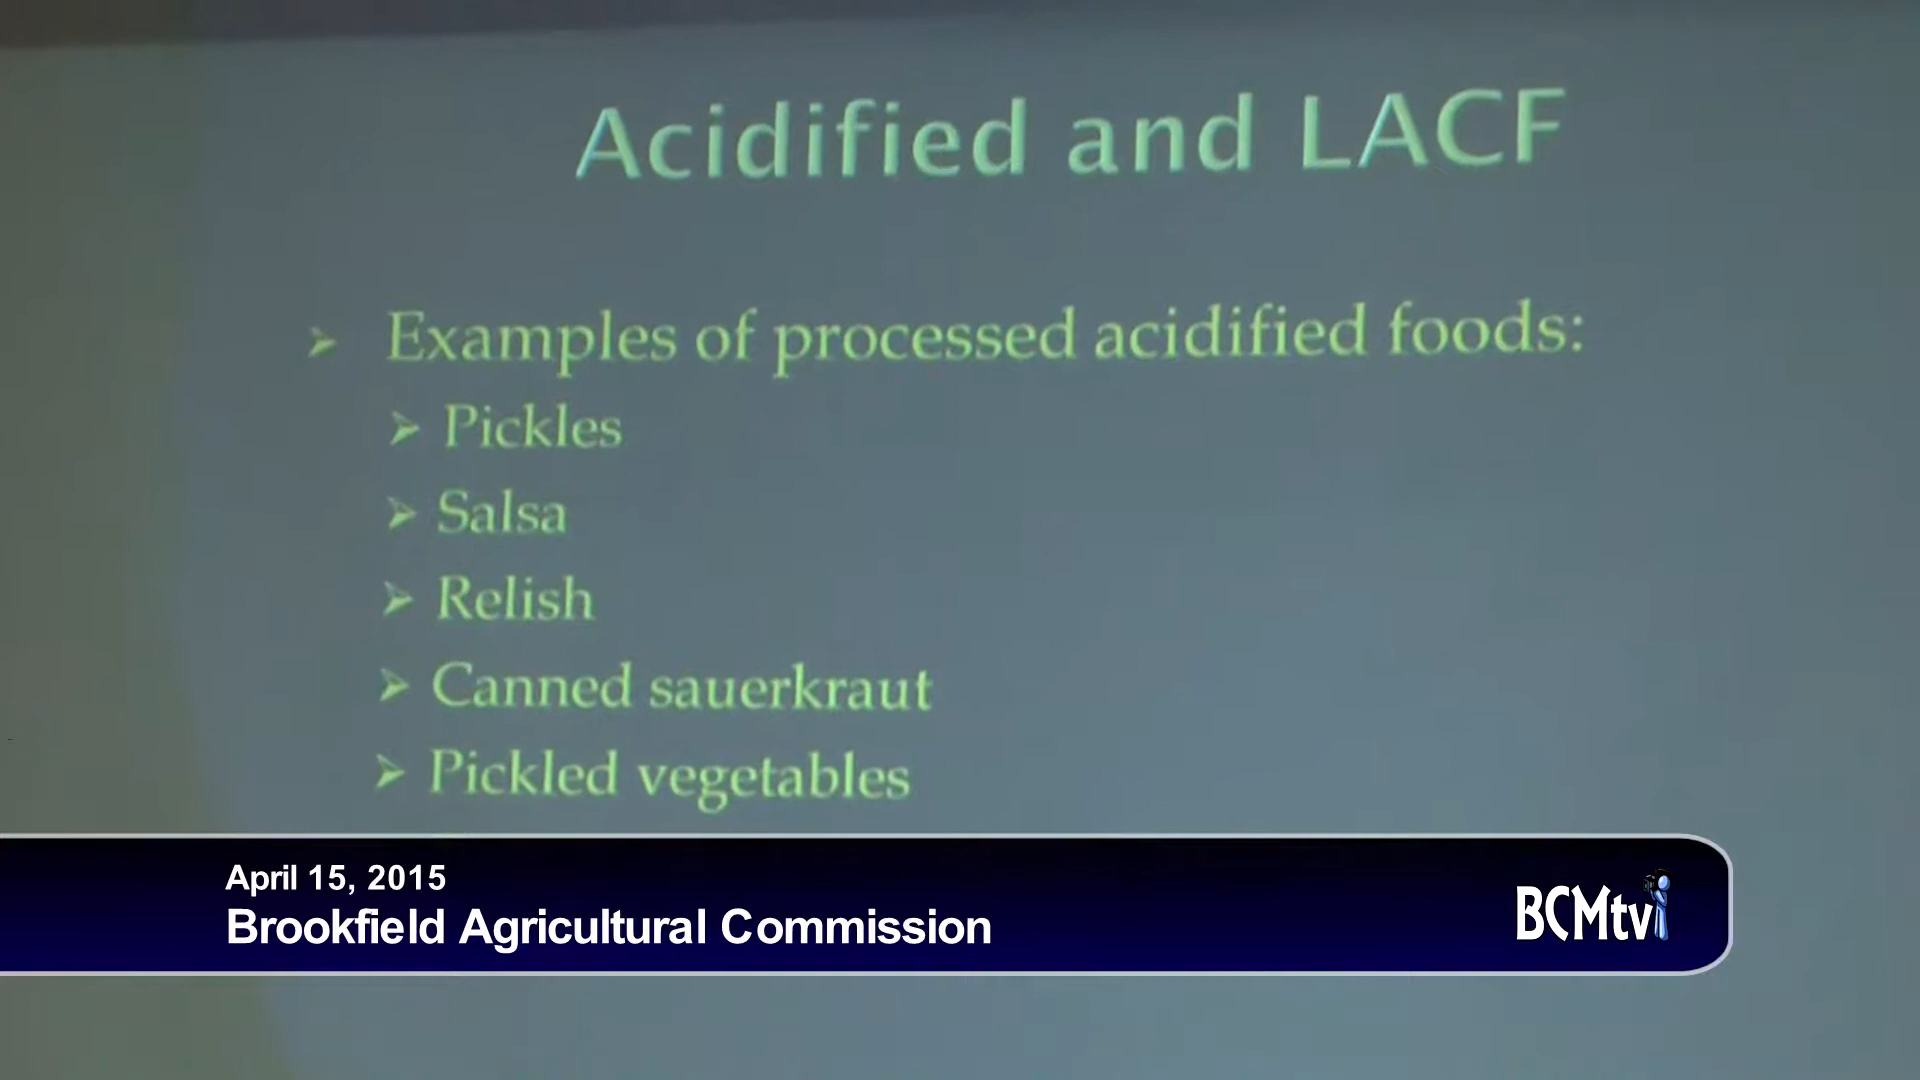 Acidified and LACF
➢ Examples of processed acidified foods:
➢ Pickles
➢ Salsa
➢ Relish
➢ Canned sauerkraut
➢ Pickled vegetables
April 15, 2015
Brookfield Agricultural Commission
BCMtv